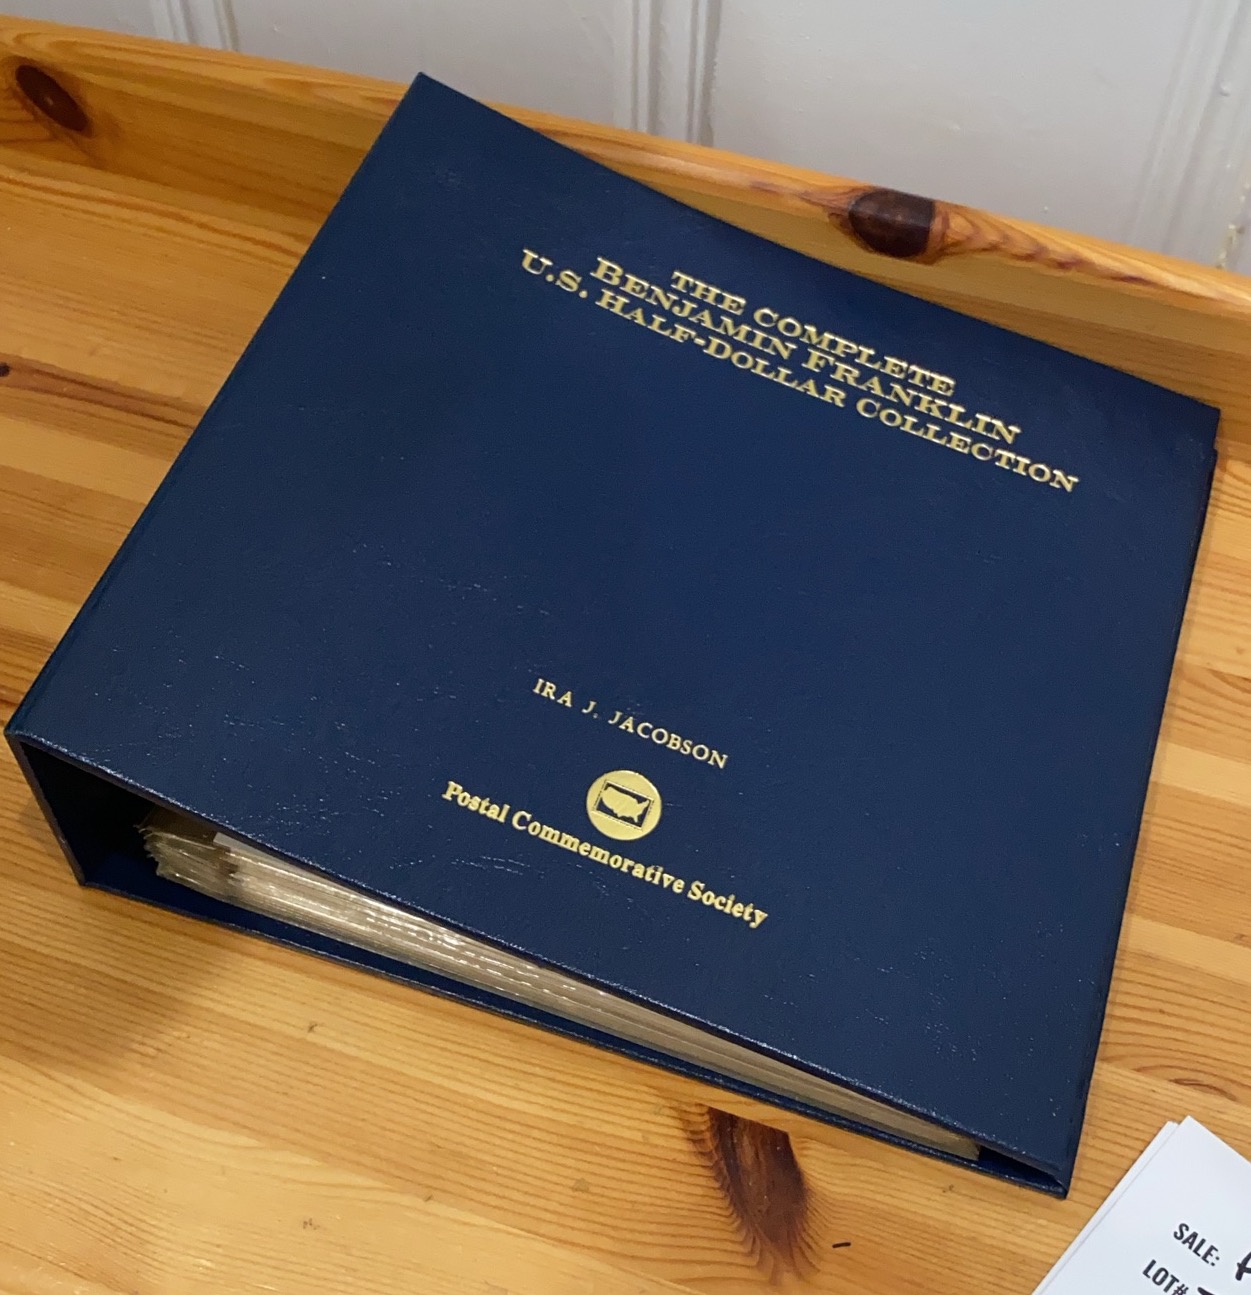 THE COMPLETE
BENJAMIN FRANKLIN
U.S. HALF-DOLLAR COLLECTION
IRA J. JACOBSON
Postal Commemorative Society
SALE:
LOT#